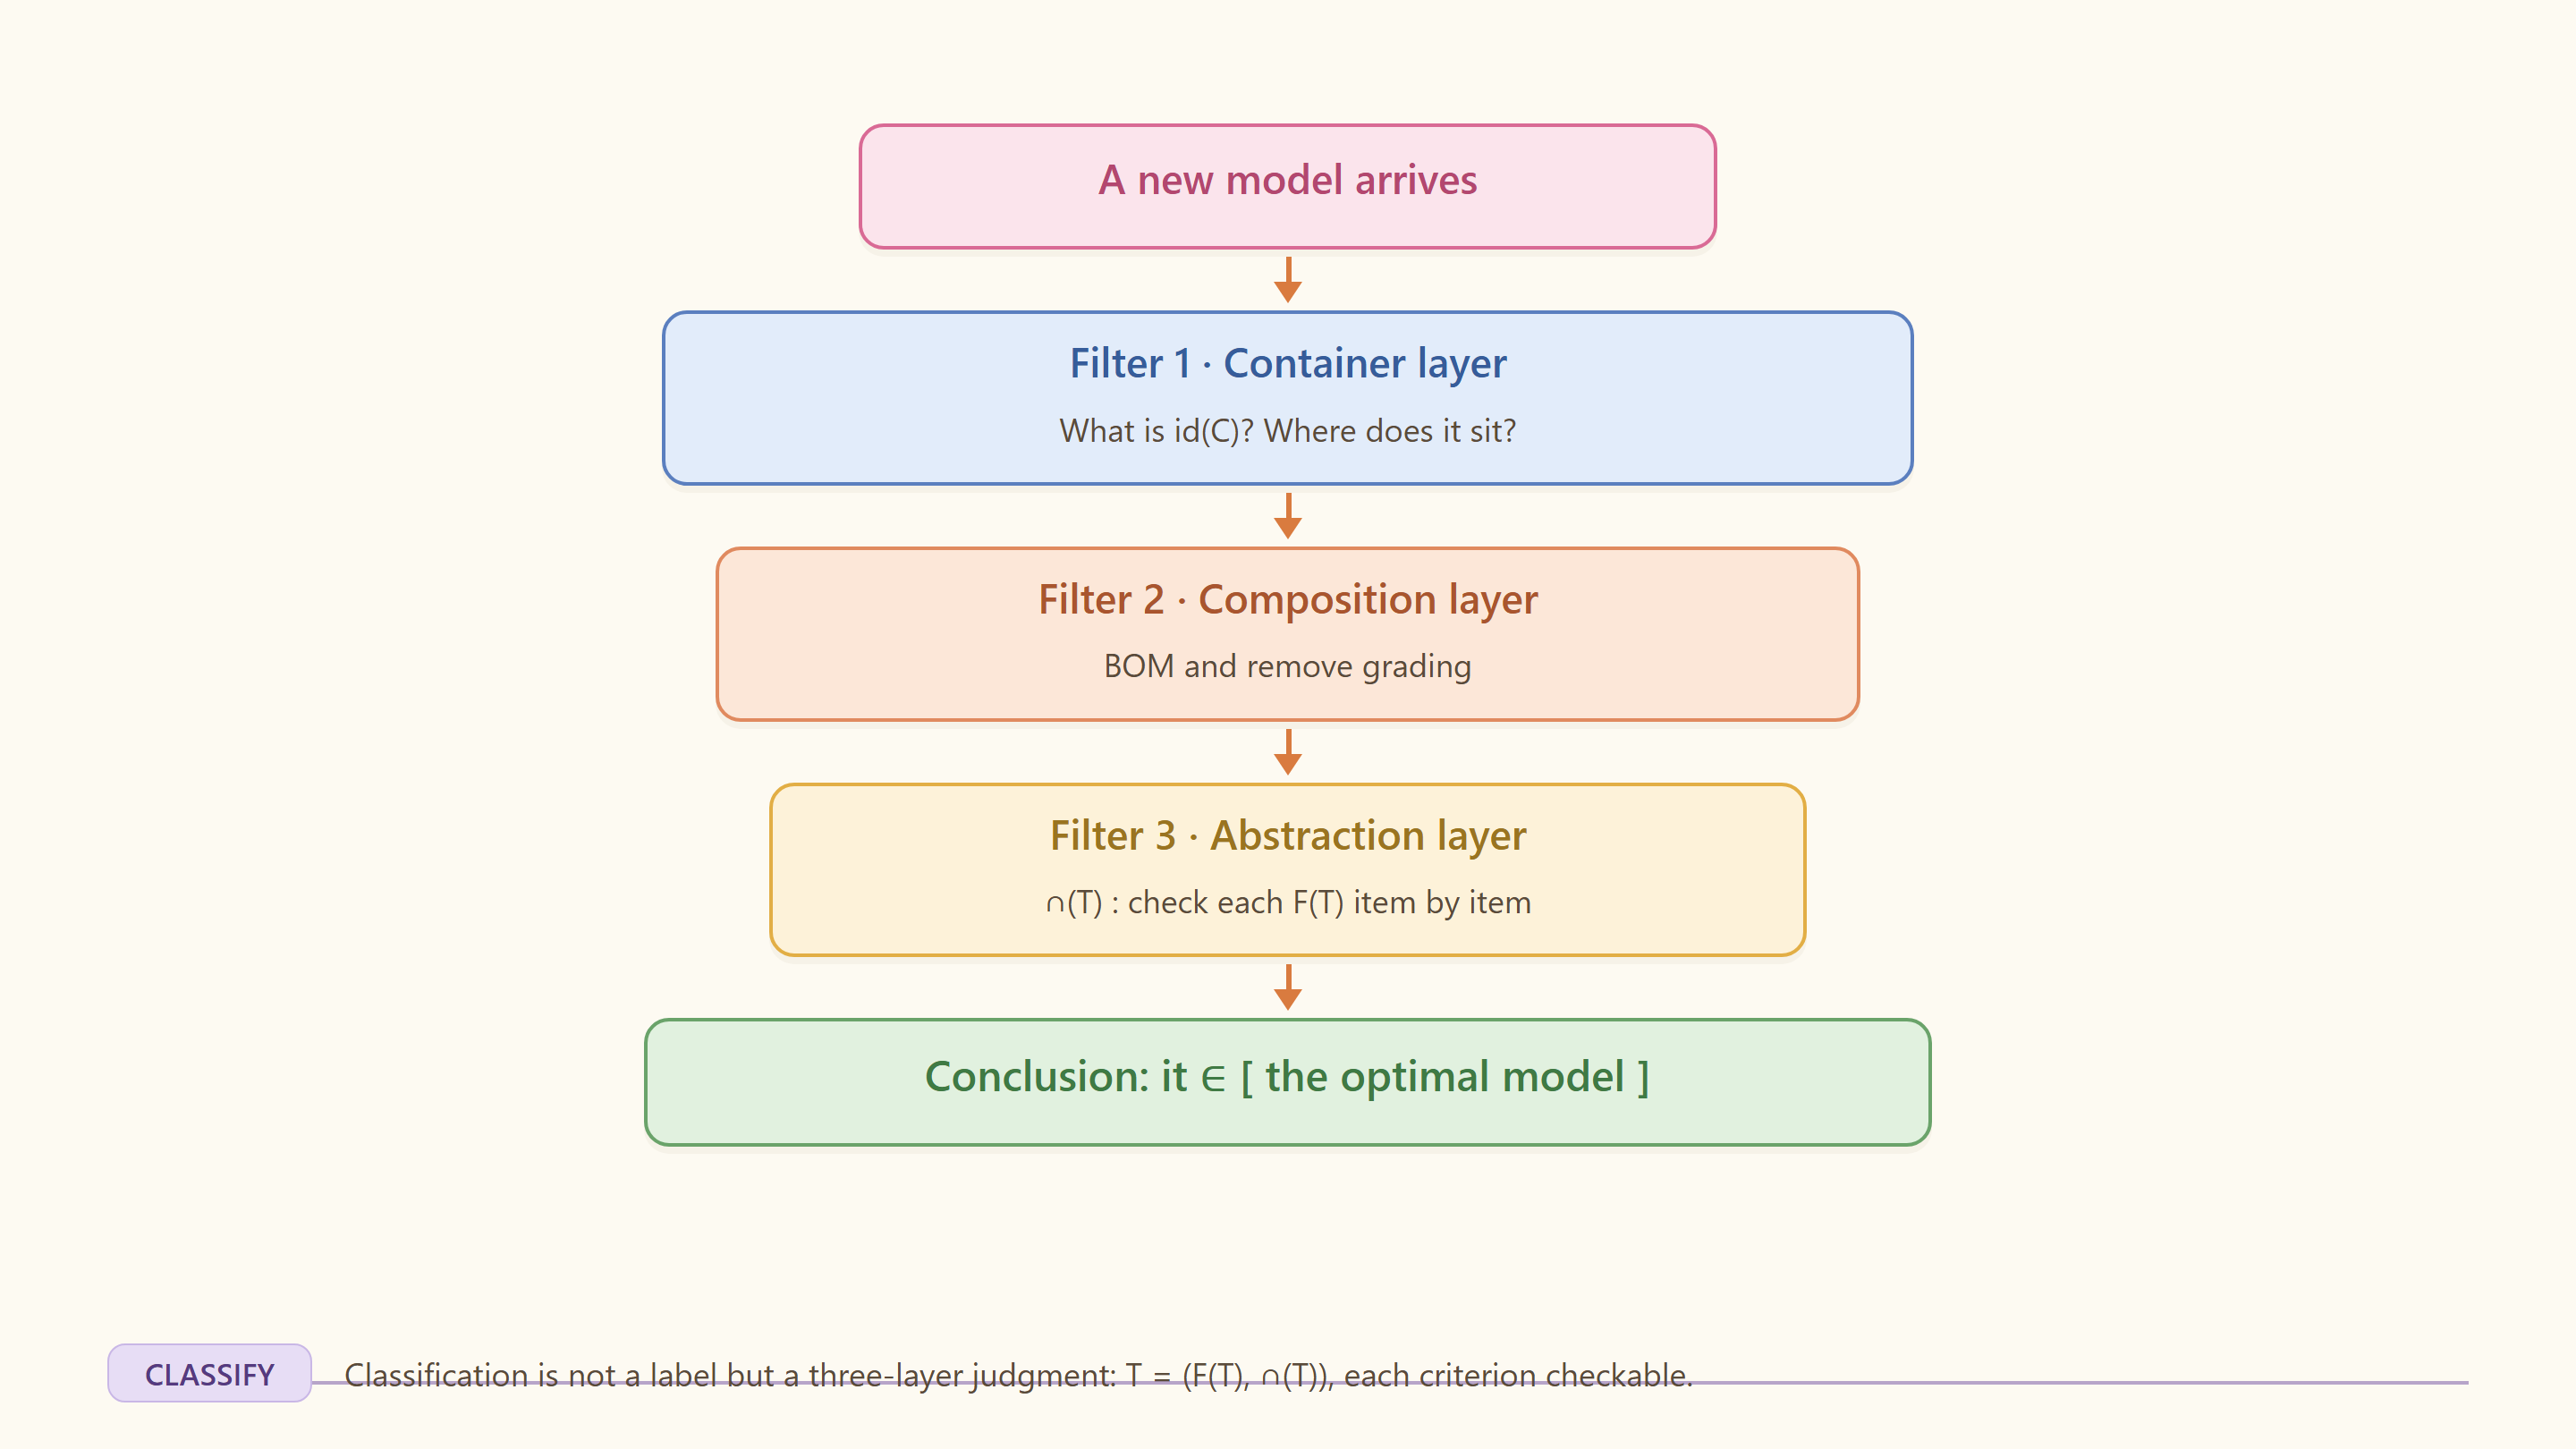 A new model arrives
Filter 1 · Container layer
What is id(C)? Where does it sit?
Filter 2 · Composition layer
BOM and remove grading
Filter 3 · Abstraction layer
∩(T) : check each F(T) item by item
Conclusion: it ∈ [ the optimal model ]
CLASSIFY
Classification is not a label but a three-layer judgment: T = (F(T), ∩(T)), each criterion checkable.